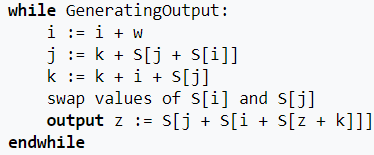 while GeneratingOutput:
i := i + w
j := k + S[j + S[i]]
k := k + i + S[j]
swap values of S[i] and S[j]
output z := S[j + S[i + S[z + k]]]
endwhile